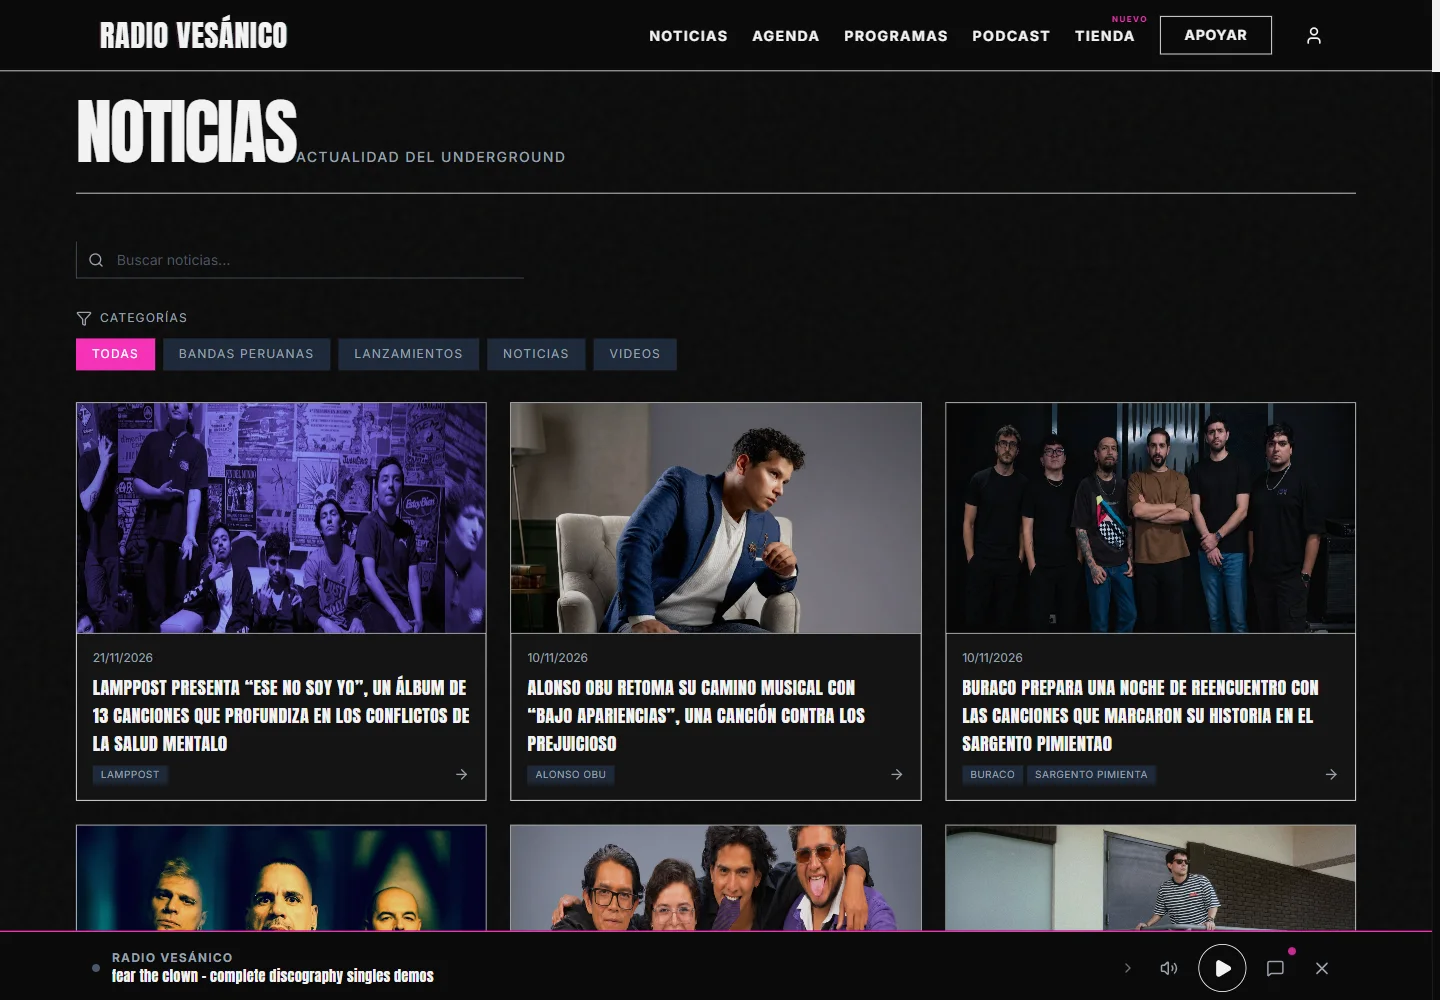 RADIO VESÁNICO
NOTICIAS
AGENDA
PROGRAMAS
PODCAST
NUEVO
TIENDA
APOYAR
NOTICIAS
ACTUALIDAD DEL UNDERGROUND
Buscar noticias...
CATEGORÍAS
TODAS
BANDAS PERUANAS
LANZAMIENTOS
NOTICIAS
VIDEOS
21/11/2026
LAMPPOST PRESENTA “ESE NO SOY YO”, UN ÁLBUM DE
13 CANCIONES QUE PROFUNDIZA EN LOS CONFLICTOS DE
LA SALUD MENTALO
LAMPPOST
10/11/2026
ALONSO OBU RETOMA SU CAMINO MUSICAL CON
“BAJO APARIENCIAS”, UNA CANCIÓN CONTRA LOS
PREJUICIOSO
ALONSO OBU
10/11/2026
BURACO PREPARA UNA NOCHE DE REENCUENTRO CON
LAS CANCIONES QUE MARCARON SU HISTORIA EN EL
SARGENTO PIMIENTAO
BURACO
SARGENTO PIMIENTA
RADIO VESÁNICO
fear the clown - complete discography singles demos